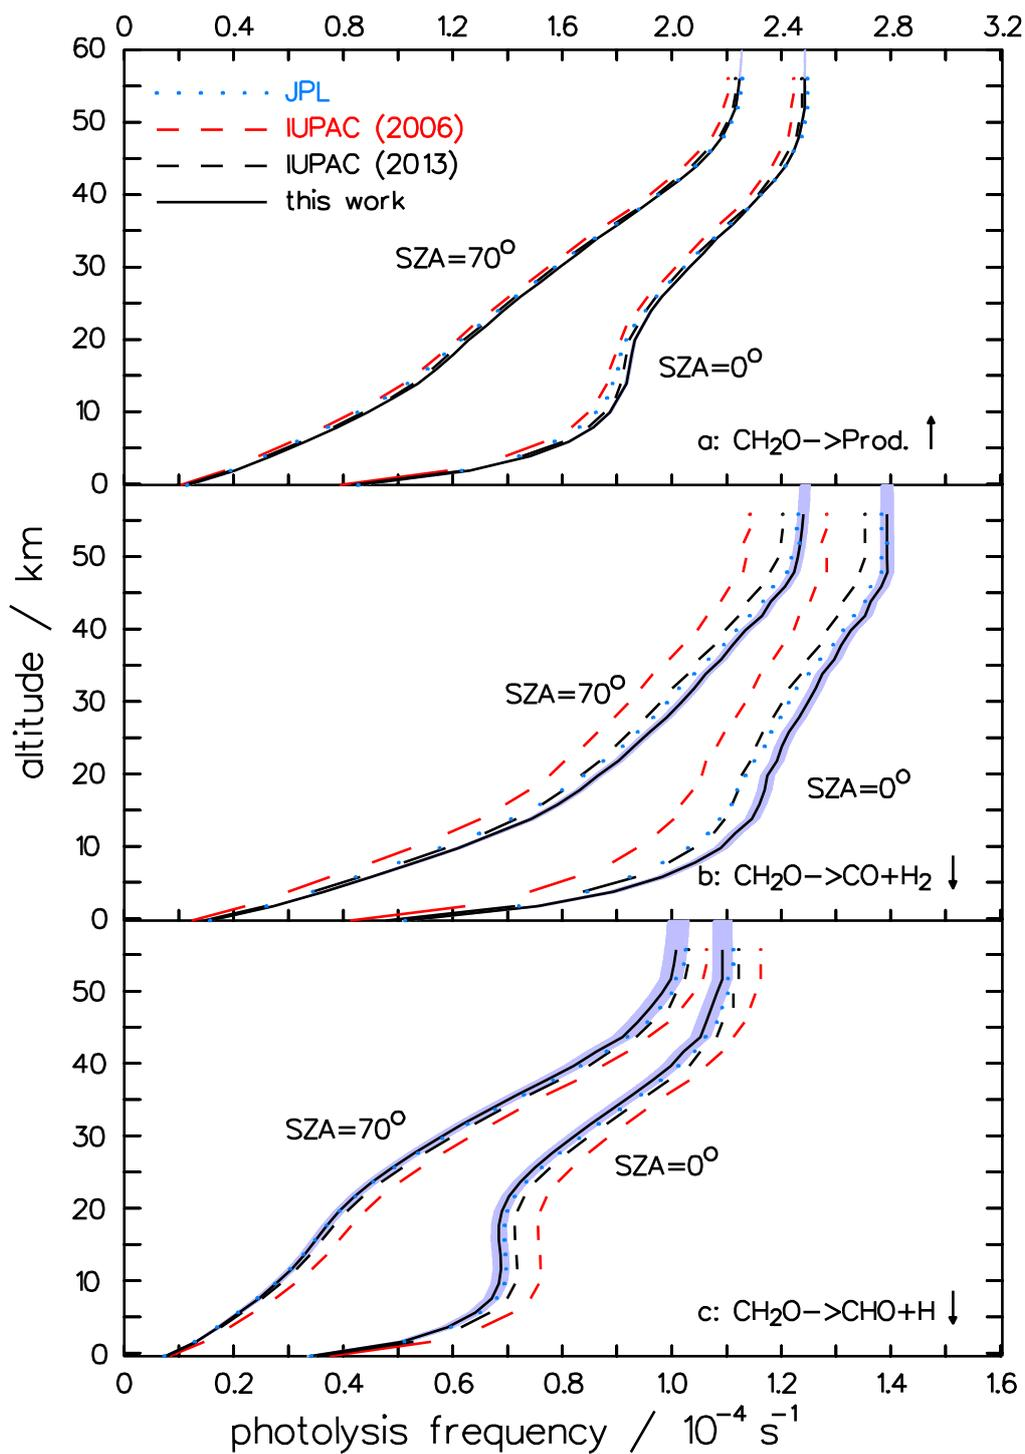 0 0.4 0.8 1.2 1.6 2.0 2.4 2.8 3.2
60
JPL
50
IUPAC (2006)
IUPAC (2013)
40
this work
SZA=70°
30
20
SZA=0°
10
a: CH₂O->Prod. ↑
0
50
40
SZA=70°
30
20
SZA=0°
10
b: CH₂O->CO+H₂ ↓
0
50
40
SZA=70°
30
SZA=0°
20
10
c: CH₂O->CHO+H ↓
0
altitude / km
0 0.2 0.4 0.6 0.8 1.0 1.2 1.4 1.6
photolysis frequency / 10⁻⁴ s⁻¹